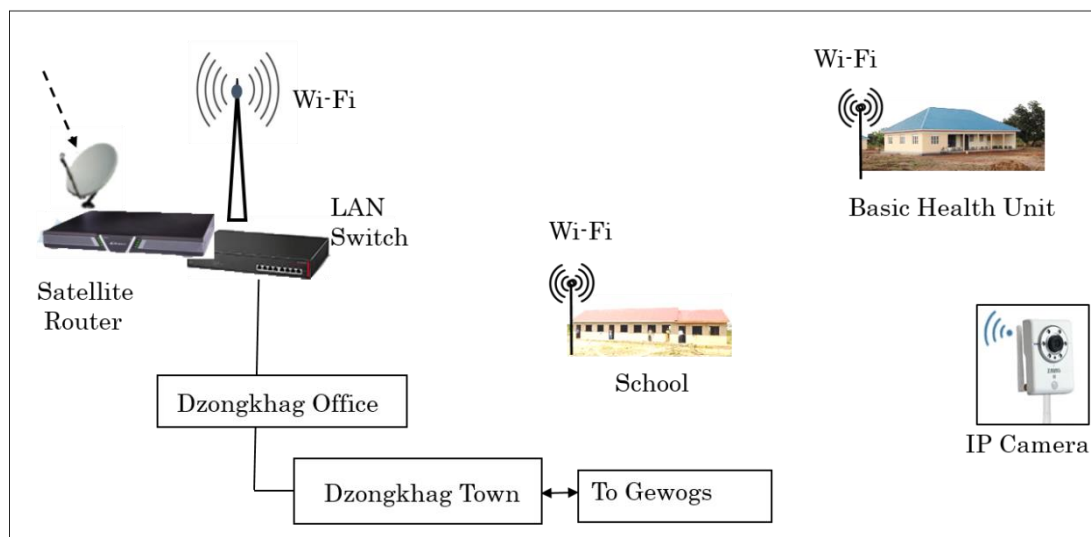 Wi-Fi
Wi-Fi
LAN
Switch
Satellite
Router
Wi-Fi
School
Basic Health Unit
IP Camera
Dzongkhag Office
Dzongkhag Town
To Gewogs